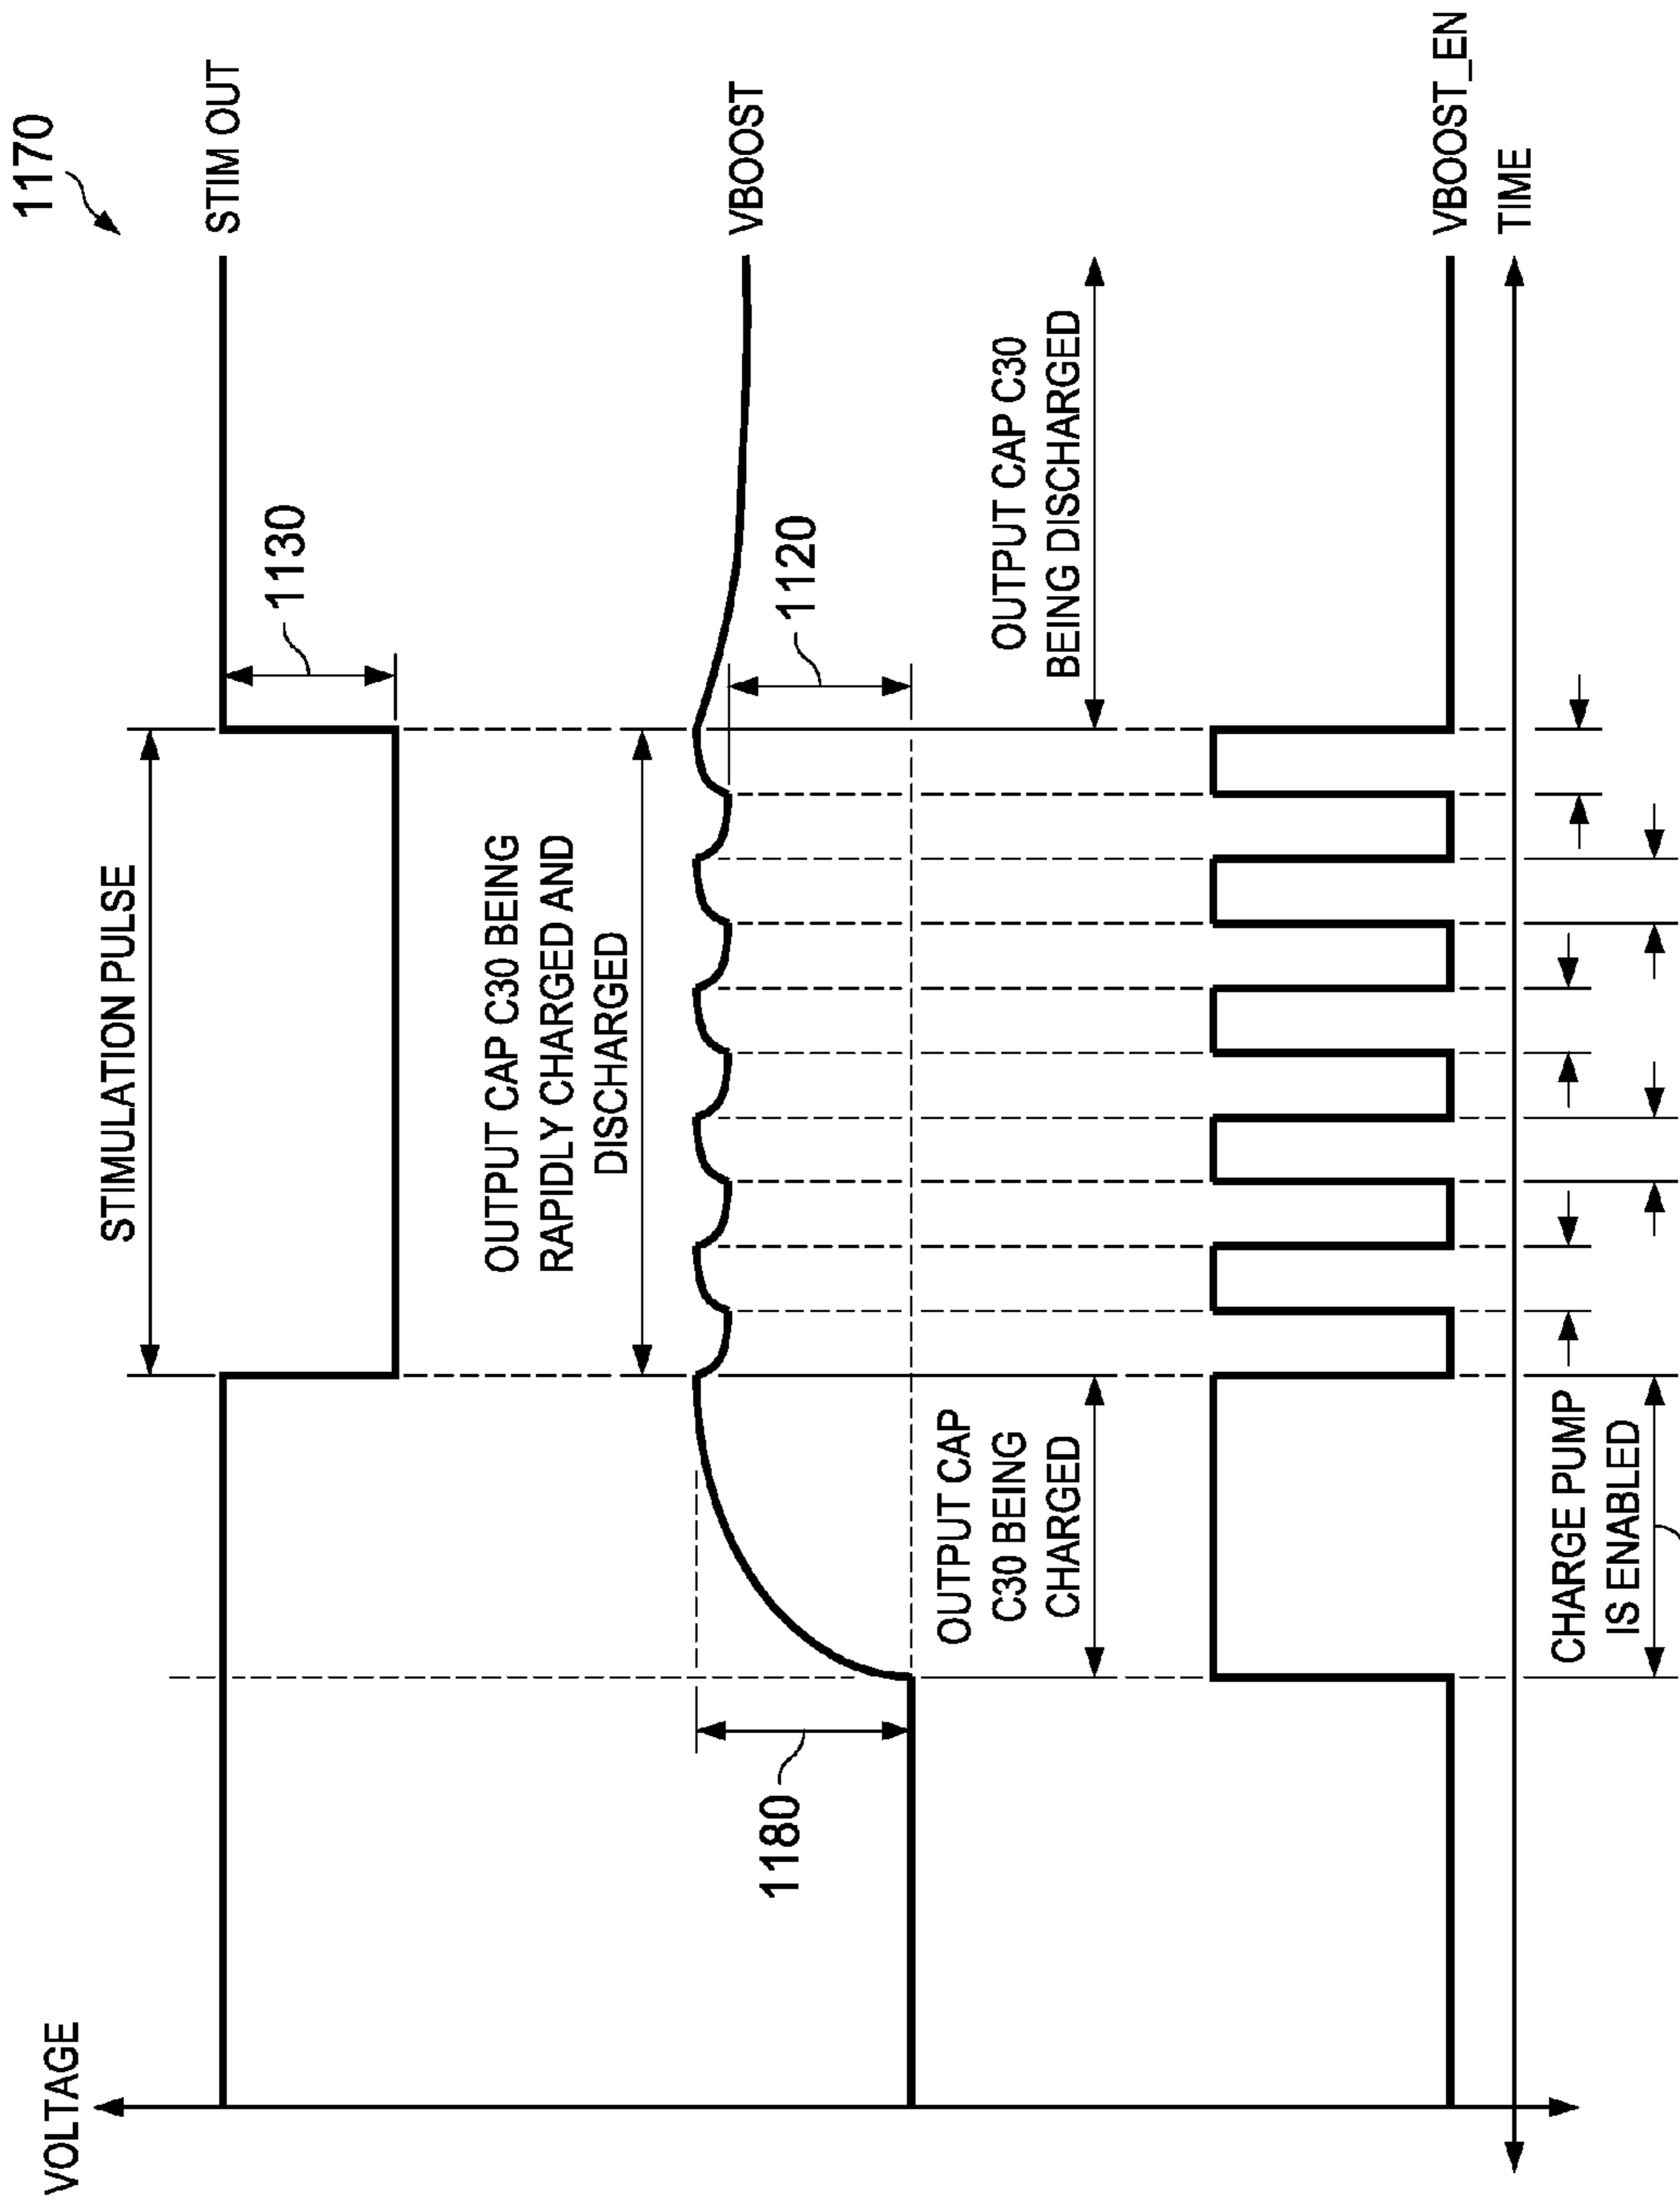 1170
VOLTAGE
STIM OUT
STIMULATION PULSE
1130
OUTPUT CAP C30 BEING
RAPIDLY CHARGED AND
DISCHARGED
VBOOST
1180
1120
OUTPUT CAP
C30 BEING
CHARGED
OUTPUT CAP C30
BEING DISCHARGED
VBOOST_EN
TIME
CHARGE PUMP
IS ENABLED